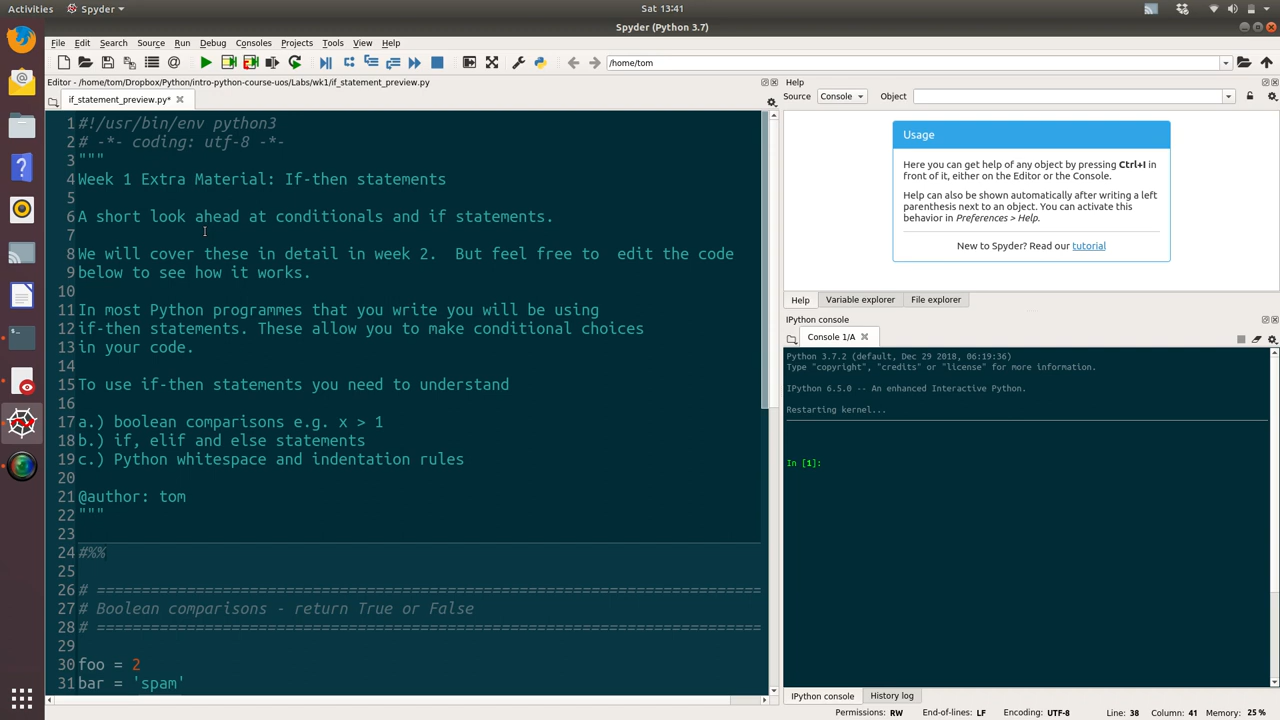 Activities
Spyder
Sat 13:41
Spyder (Python 3.7)
File Edit Search Source Run Debug Consoles Projects Tools View Help
/home/tom
Editor - /home/tom/Dropbox/Python/intro-python-course-uos/Labs/wk1/if_statement_preview.py
if_statement_preview.py*
1 #!/usr/bin/env python3
2 # -*- coding: utf-8 -*-
3 """
4 Week 1 Extra Material: If-then statements
5
6 A short look ahead at conditionals and if statements.
7
8 We will cover these in detail in week 2.  But feel free to  edit the code
9 below to see how it works.
10
11 In most Python programmes that you write you will be using
12 if-then statements. These allow you to make conditional choices
13 in your code.
14
15 To use if-then statements you need to understand
16
17 a.) boolean comparisons e.g. x > 1
18 b.) if, elif and else statements
19 c.) Python whitespace and indentation rules
20
21 @author: tom
22 """
23
24 #%%
25
26 # ==========================================================================
27 # Boolean comparisons - return True or False
28 # ==========================================================================
29
30 foo = 2
31 bar = 'spam'
Help
Source Console Object
Usage
Here you can get help of any object by pressing Ctrl+I in
front of it, either on the Editor or the Console.
Help can also be shown automatically after writing a left
parenthesis next to an object. You can activate this
behavior in Preferences > Help.
New to Spyder? Read our tutorial
Help Variable explorer File explorer
IPython console
Console 1/A
Python 3.7.2 (default, Dec 29 2018, 06:19:36)
Type "copyright", "credits" or "license" for more information.
IPython 6.5.0 -- An enhanced Interactive Python.
Restarting kernel...
In [1]:
IPython console History log
Permissions: RW End-of-lines: LF Encoding: UTF-8 Line: 38 Column: 41 Memory: 25 %